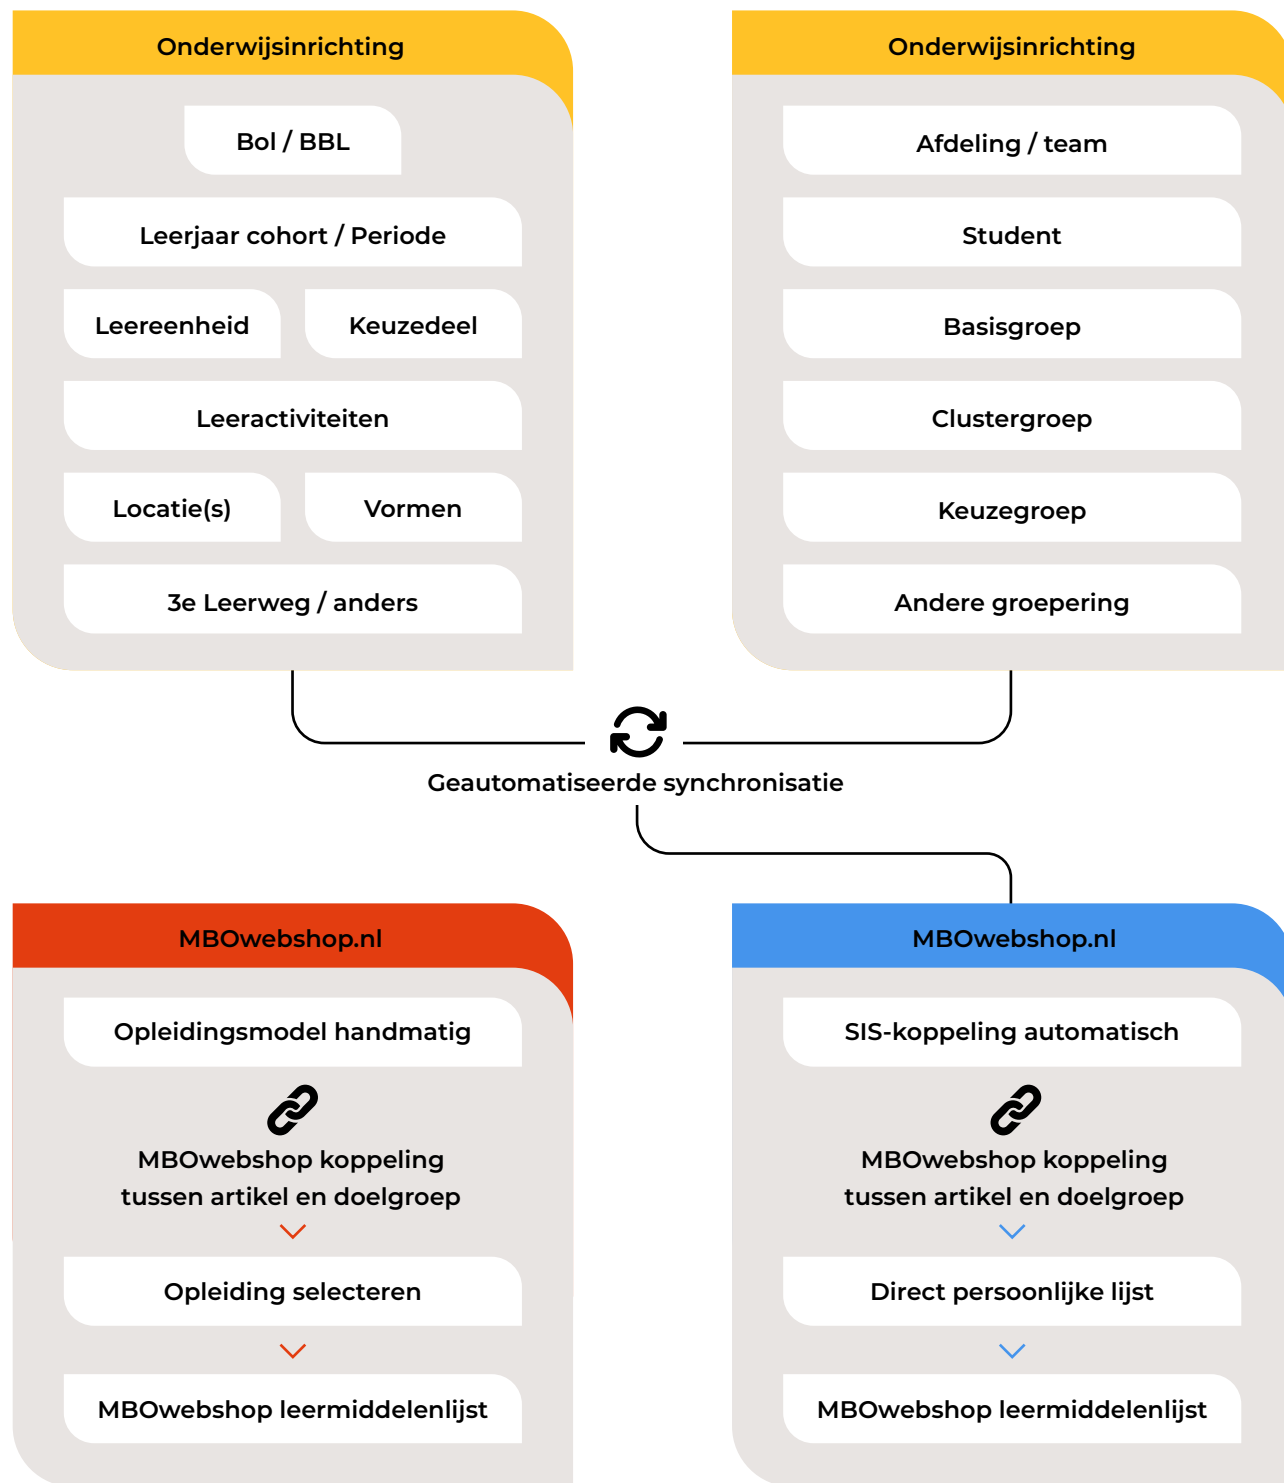 Onderwijsinrichting
Bol / BBL
Leerjaar cohort / Periode
Leereenheid
Keuzedeel
Leeractiviteiten
Locatie(s)
Vormen
3e Leerweg / anders
Onderwijsinrichting
Afdeling / team
Student
Basisgroep
Clustergroep
Keuzegroep
Andere groepering
Geautomatiseerde synchronisatie
MBOwebshop.nl
Opleidingsmodel handmatig
MBOwebshop koppeling
tussen artikel en doelgroep
Opleiding selecteren
MBOwebshop leermiddelenlijst
MBOwebshop.nl
SIS-koppeling automatisch
MBOwebshop koppeling
tussen artikel en doelgroep
Direct persoonlijke lijst
MBOwebshop leermiddelenlijst